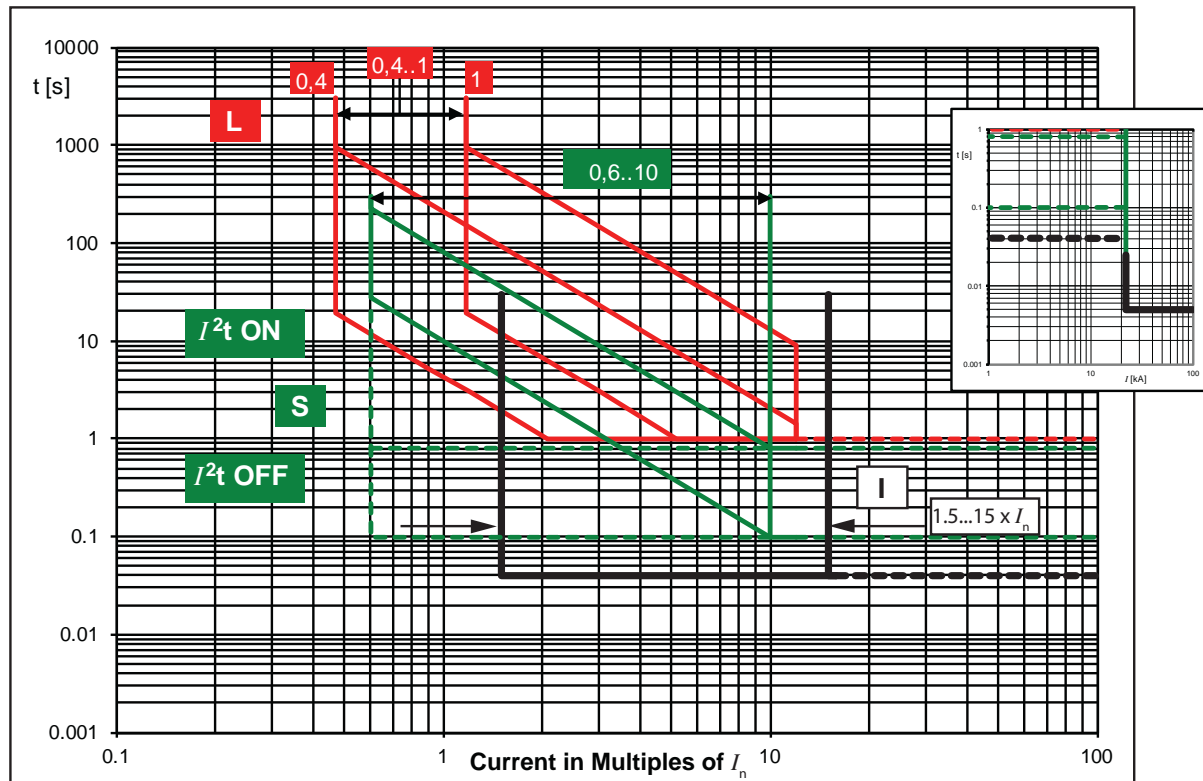 10000
t [s]
1000
100
10
1
0.1
0.01
0.001
0.1
1
10
100
Current in Multiples of In
0,4
0,4..1
1
L
0,6..10
I²t ON
S
I²t OFF
I
1.5...15 x In
1
t [s]
0.1
0.01
0.001
1
10
100
I [kA]